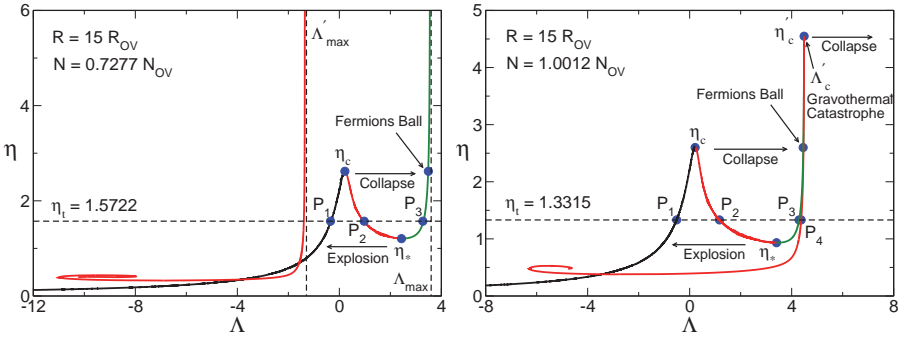 R = 15 R_OV
N = 0.7277 N_OV
Λ'_max
Fermions Ball
η_c
Collapse
η_t = 1.5722
P_1
P_2
P_3
Explosion
η_*
Λ_max
η
6
4
2
0
-12
-8
-4
0
4
Λ
R = 15 R_OV
N = 1.0012 N_OV
η_c'
Collapse
Λ_c'
Gravothermal
Catastrophe
Fermions Ball
η_c
Collapse
η_t = 1.3315
P_1
P_2
P_3
P_4
Explosion
η_*
η
5
4
3
2
1
0
-8
-4
0
4
8
Λ